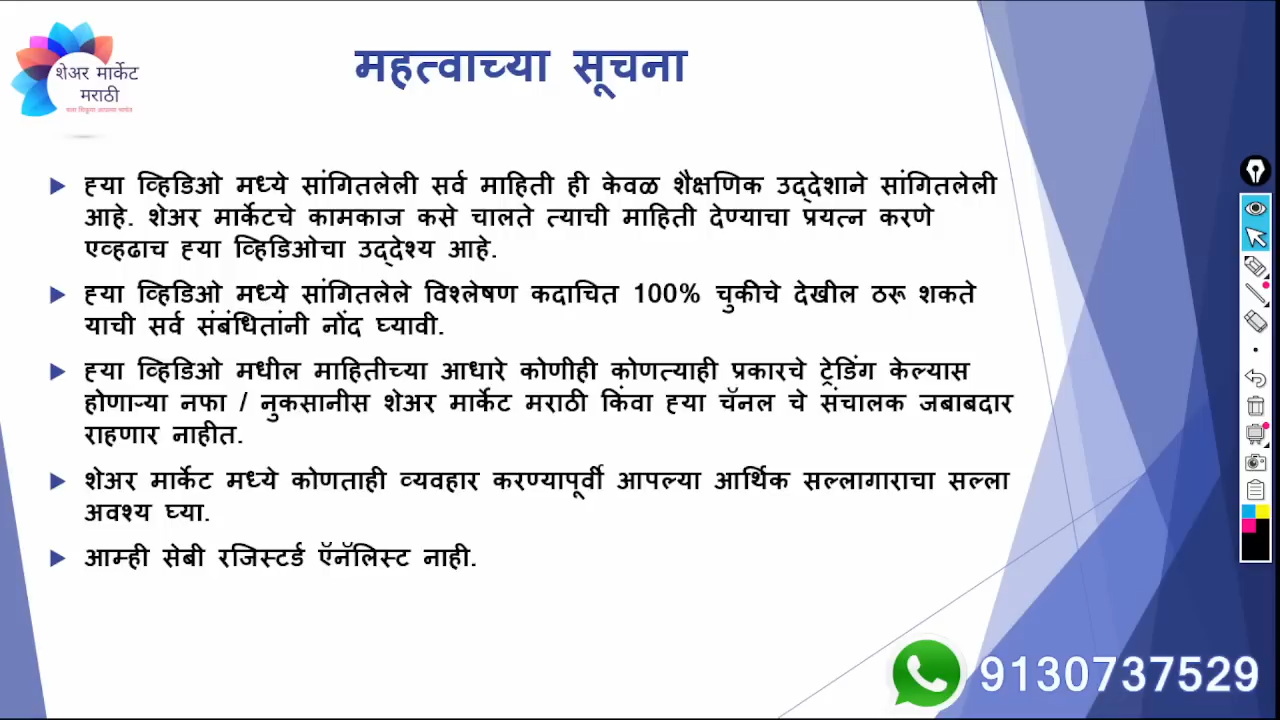 शेअर मार्केट
मराठी
महत्वाच्या सूचना
ह्या व्हिडिओ मध्ये सांगितलेली सर्व माहिती ही केवळ शैक्षणिक उद्देशाने सांगितलेली
आहे. शेअर मार्केटचे कामकाज कसे चालते त्याची माहिती देण्याचा प्रयत्न करणे
एव्हढाच ह्या व्हिडिओचा उद्देश्य आहे.
ह्या व्हिडिओ मध्ये सांगितलेले विश्लेषण कदाचित 100% चुकीचे देखील ठरू शकते
याची सर्व संबंधितांनी नोंद घ्यावी.
ह्या व्हिडिओ मधील माहितीच्या आधारे कोणीही कोणत्याही प्रकारचे ट्रेडिंग केल्यास
होणाऱ्या नफा / नुकसानीस शेअर मार्केट मराठी किंवा ह्या चॅनल चे संचालक जबाबदार
राहणार नाहीत.
शेअर मार्केट मध्ये कोणताही व्यवहार करण्यापूर्वी आपल्या आर्थिक सल्लागाराचा सल्ला
अवश्य घ्या.
आम्ही सेबी रजिस्टर्ड ऍनॅलिस्ट नाही.
9130737529